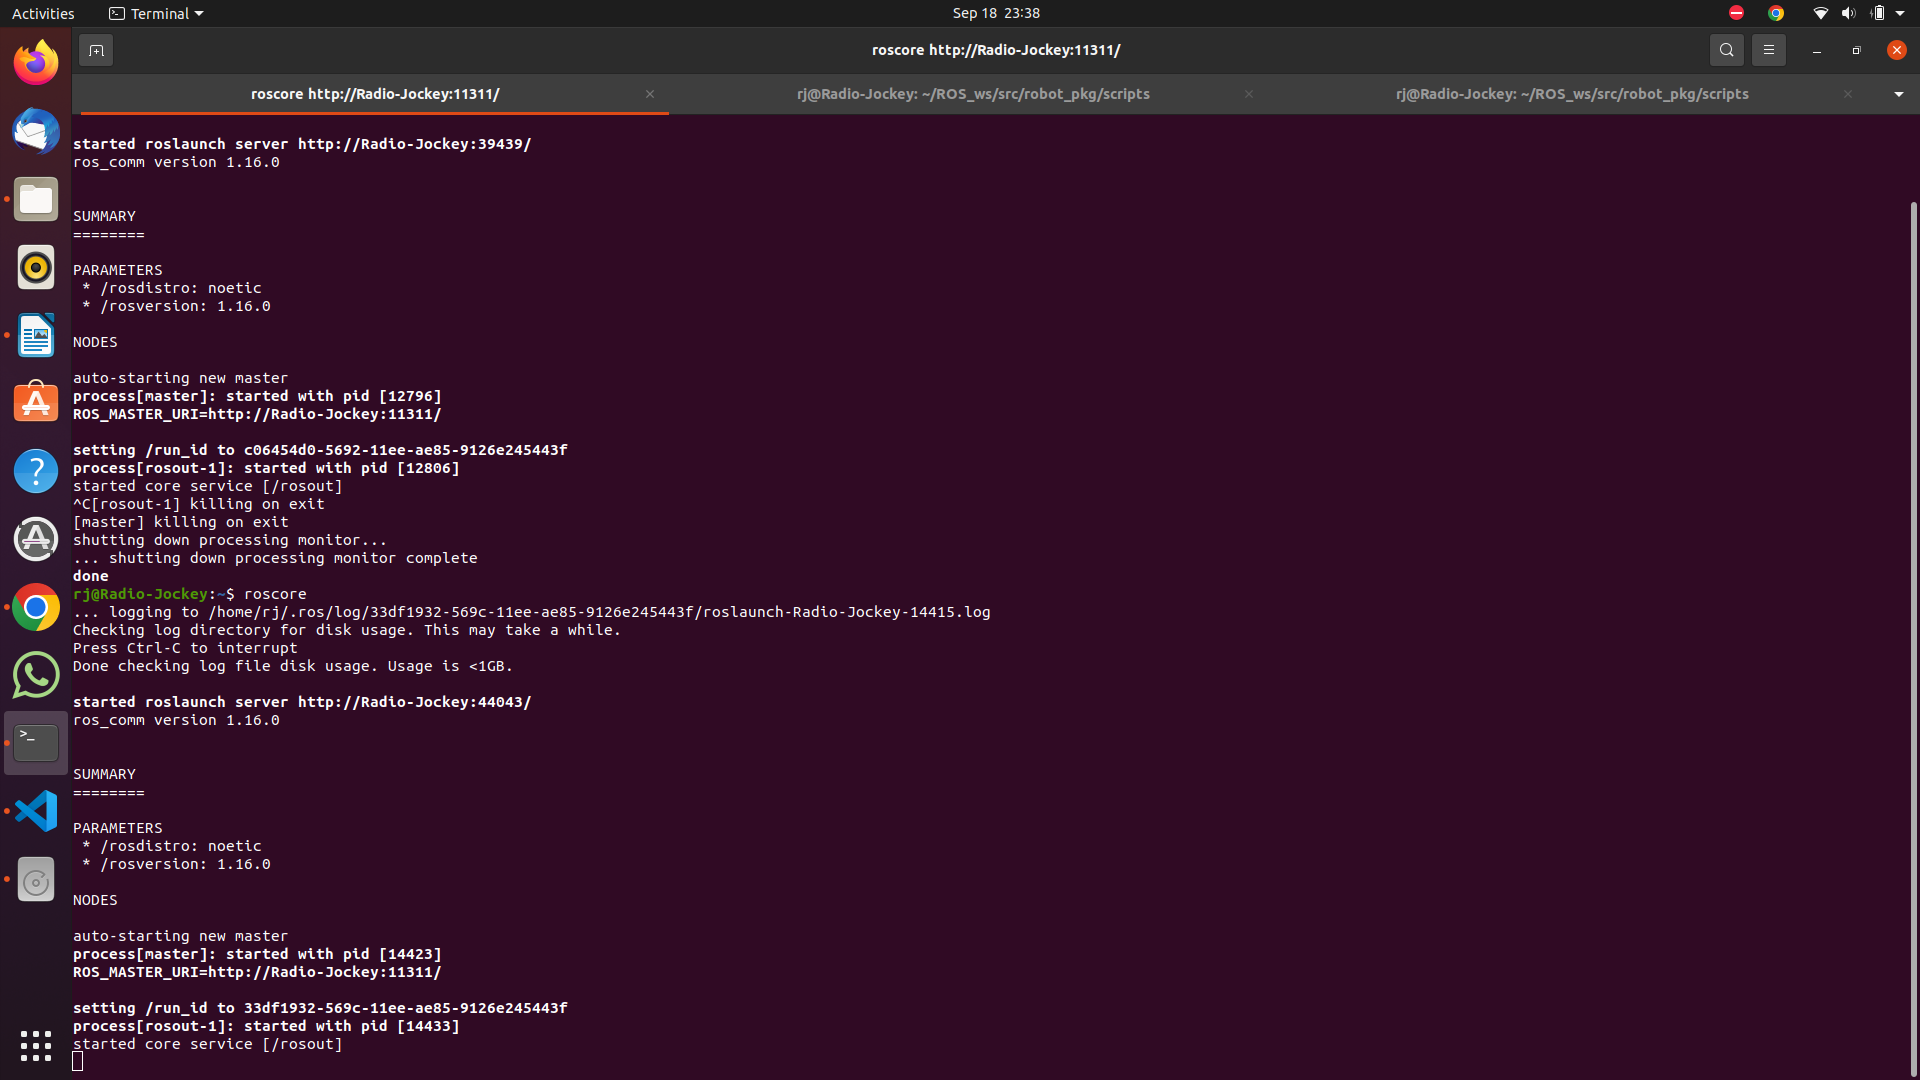 Activities
Terminal
Sep 18 23:38
roscore http://Radio-Jockey:11311/
roscore http://Radio-Jockey:11311/
rj@Radio-Jockey: ~/ROS_ws/src/robot_pkg/scripts
rj@Radio-Jockey: ~/ROS_ws/src/robot_pkg/scripts
started roslaunch server http://Radio-Jockey:39439/
ros_comm version 1.16.0
SUMMARY
========
PARAMETERS
* /rosdistro: noetic
* /rosversion: 1.16.0
NODES
auto-starting new master
process[master]: started with pid [12796]
ROS_MASTER_URI=http://Radio-Jockey:11311/
setting /run_id to c06454d0-5692-11ee-ae85-9126e245443f
process[rosout-1]: started with pid [12806]
started core service [/rosout]
^C[rosout-1] killing on exit
[master] killing on exit
shutting down processing monitor...
... shutting down processing monitor complete
done
rj@Radio-Jockey:~$ roscore
... logging to /home/rj/.ros/log/33df1932-569c-11ee-ae85-9126e245443f/roslaunch-Radio-Jockey-14415.log
Checking log directory for disk usage. This may take a while.
Press Ctrl-C to interrupt
Done checking log file disk usage. Usage is <1GB.
started roslaunch server http://Radio-Jockey:44043/
ros_comm version 1.16.0
SUMMARY
========
PARAMETERS
* /rosdistro: noetic
* /rosversion: 1.16.0
NODES
auto-starting new master
process[master]: started with pid [14423]
ROS_MASTER_URI=http://Radio-Jockey:11311/
setting /run_id to 33df1932-569c-11ee-ae85-9126e245443f
process[rosout-1]: started with pid [14433]
started core service [/rosout]